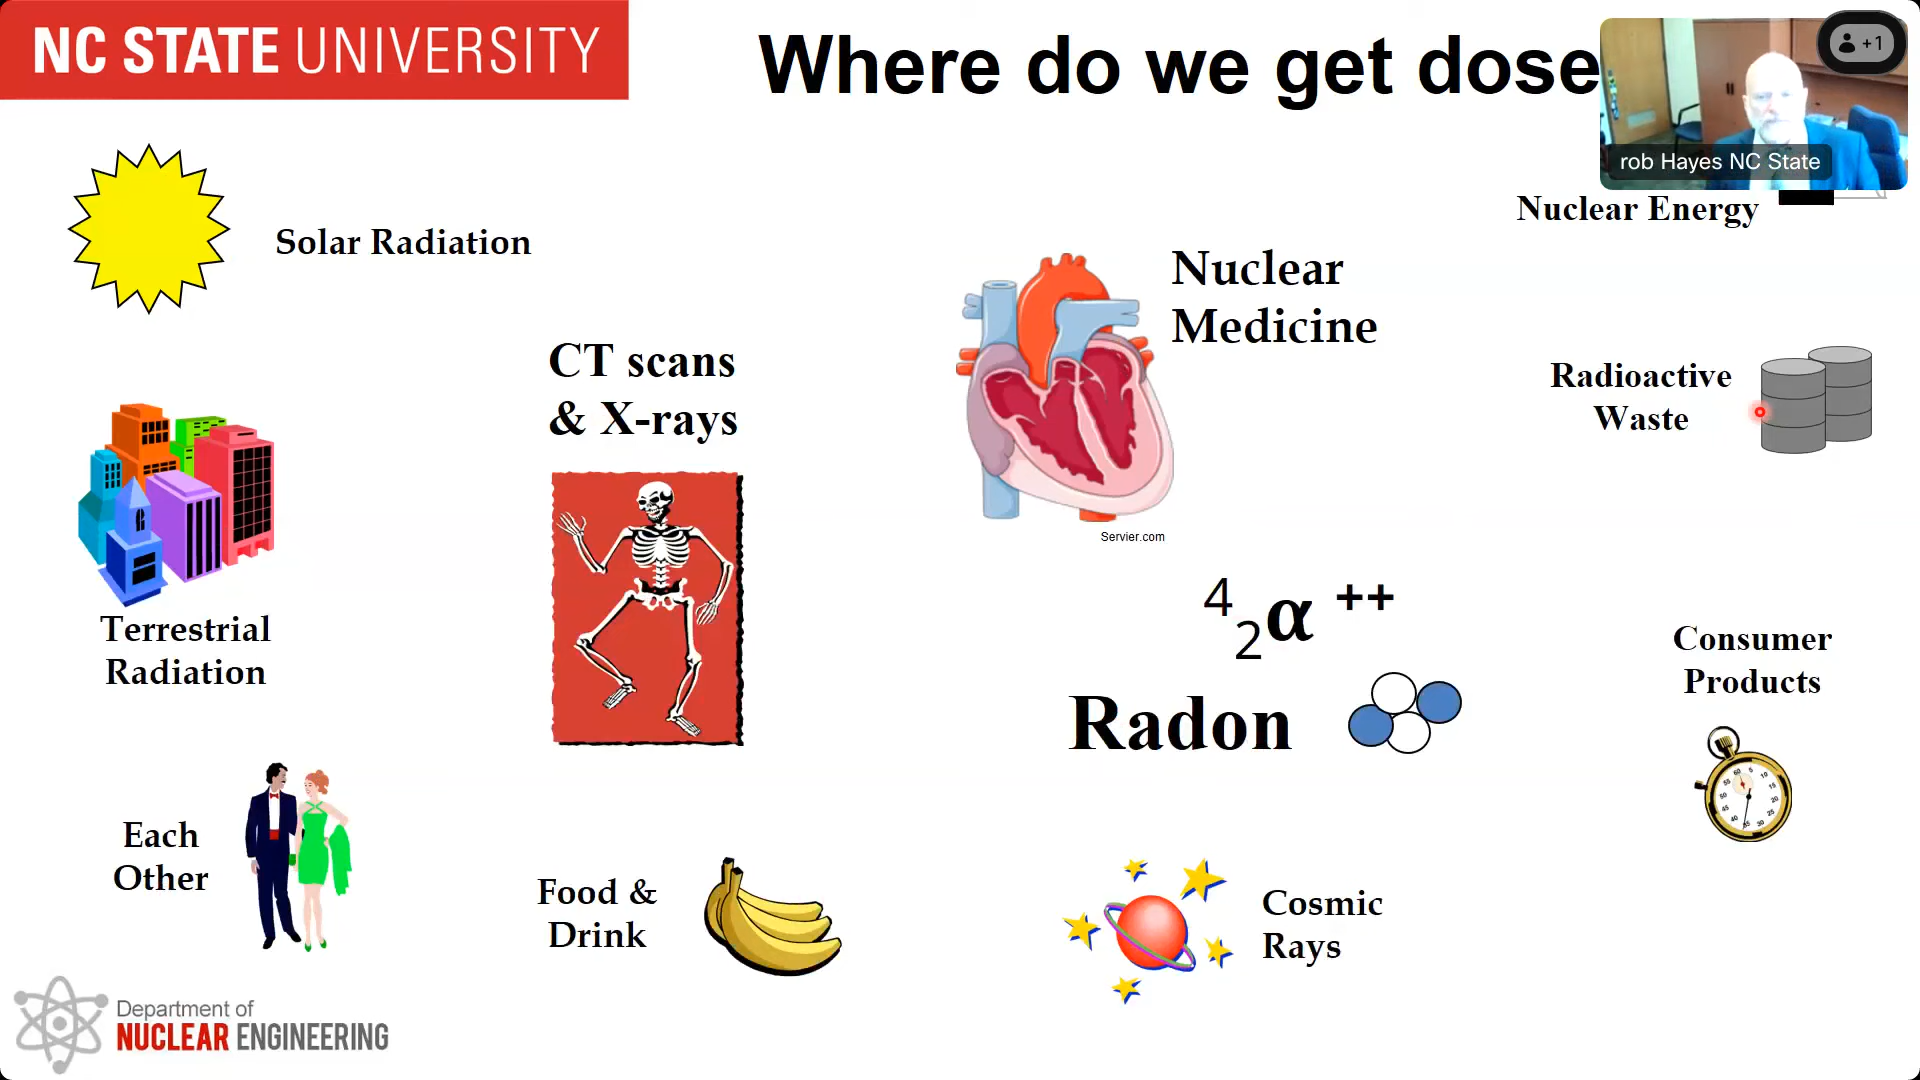 NC STATE UNIVERSITY
Where do we get dose
+1
rob Hayes NC State
Nuclear Energy
Solar Radiation
Nuclear
Medicine
CT scans
& X-rays
Radioactive
Waste
Servier.com
4
2α ++
Terrestrial
Radiation
Radon
Consumer
Products
Each
Other
Food &
Drink
Cosmic
Rays
Department of
NUCLEAR ENGINEERING